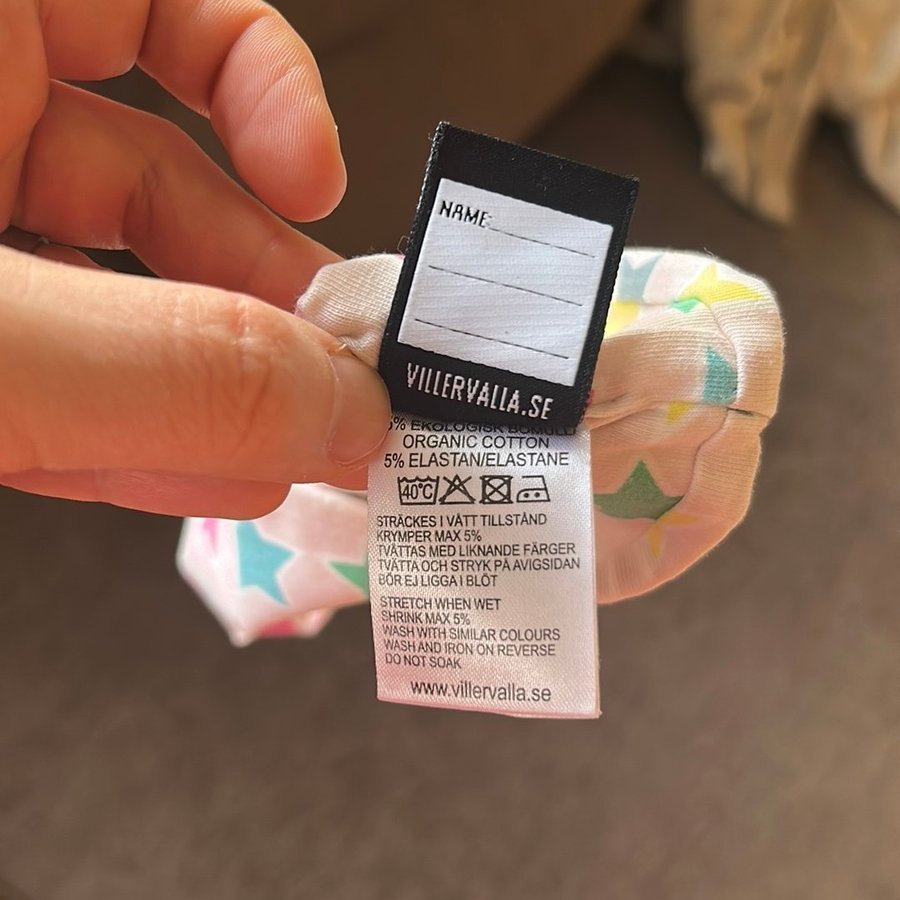 NAME
VILLERVALLA.SE
% EKOLOGISK BOMULL
ORGANIC COTTON
5% ELASTAN/ELASTANE
40°C
STRÄCKES I VÅTT TILLSTÅND
KRYMPER MAX 5%
TVÄTTAS MED LIKNANDE FÄRGER
TVÄTTA OCH STRYK PÅ AVIGSIDAN
BÖR EJ LIGGA I BLÖT
STRETCH WHEN WET
SHRINK MAX 5%
WASH WITH SIMILAR COLOURS
WASH AND IRON ON REVERSE
DO NOT SOAK
www.villervalla.se